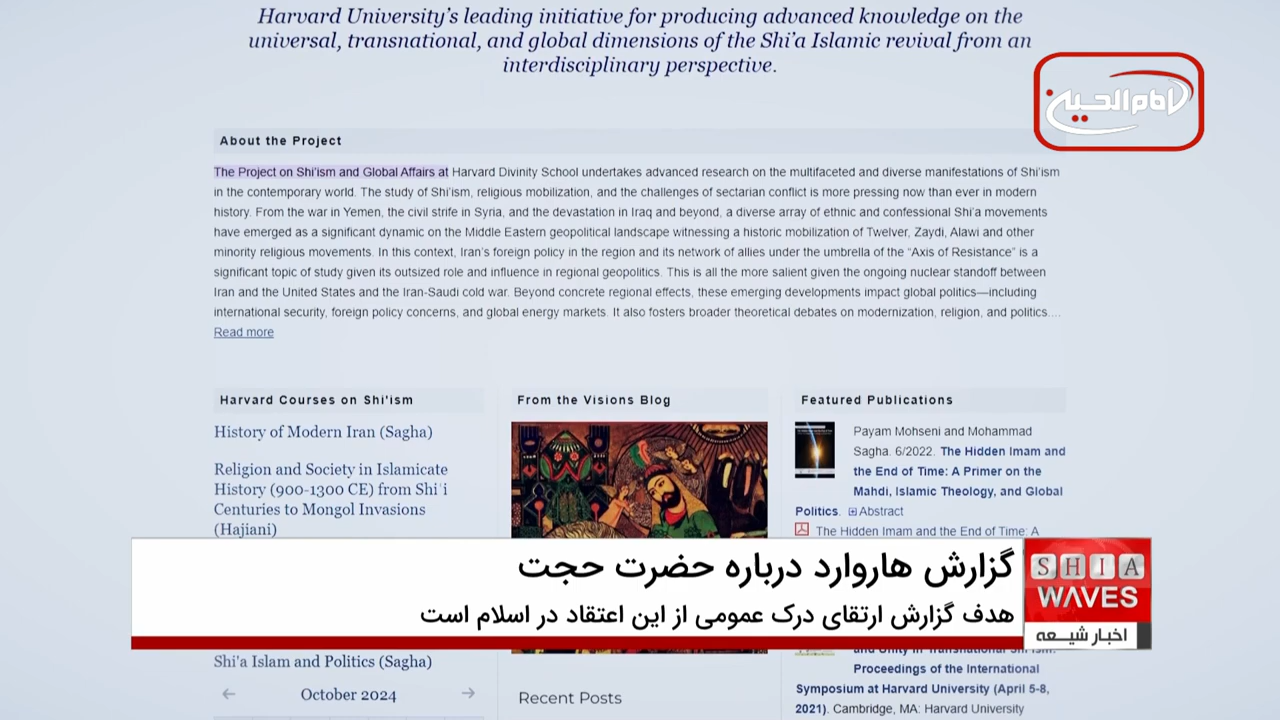 Harvard University's leading initiative for producing advanced knowledge on the
universal, transnational, and global dimensions of the Shi'a Islamic revival from an
interdisciplinary perspective.
امام الحسین
About the Project
The Project on Shi'ism and Global Affairs at Harvard Divinity School undertakes advanced research on the multifaceted and diverse manifestations of Shi'ism
in the contemporary world. The study of Shi'ism, religious mobilization, and the challenges of sectarian conflict is more pressing now than ever in modern
history. From the war in Yemen, the civil strife in Syria, and the devastation in Iraq and beyond, a diverse array of ethnic and confessional Shi'a movements
have emerged as a significant dynamic on the Middle Eastern geopolitical landscape witnessing a historic mobilization of Twelver, Zaydi, Alawi and other
minority religious movements. In this context, Iran's foreign policy in the region and its network of allies under the umbrella of the “Axis of Resistance” is a
significant topic of study given its outsized role and influence in regional geopolitics. This is all the more salient given the ongoing nuclear standoff between
Iran and the United States and the Iran-Saudi cold war. Beyond concrete regional effects, these emerging developments impact global politics—including
international security, foreign policy concerns, and global energy markets. It also fosters broader theoretical debates on modernization, religion, and politics....
Read more
Harvard Courses on Shi'ism
History of Modern Iran (Sagha)
Religion and Society in Islamicate
History (900-1300 CE) from Shiʿi
Centuries to Mongol Invasions
(Hajiani)
Shi'a Islam and Politics (Sagha)
← October 2024 →
From the Visions Blog
Recent Posts
Featured Publications
Payam Mohseni and Mohammad
Sagha. 6/2022. The Hidden Imam and
the End of Time: A Primer on the
Mahdi, Islamic Theology, and Global
Politics. Abstract
The Hidden Imam and the End of Time: A
and Unity in Transnational Shi'ism:
Proceedings of the International
Symposium at Harvard University (April 5-8,
2021). Cambridge, MA: Harvard University
گزارش هاروارد درباره حضرت حجت
هدف گزارش ارتقای درک عمومی از این اعتقاد در اسلام است
SHIA
WAVES
اخبار شیعه